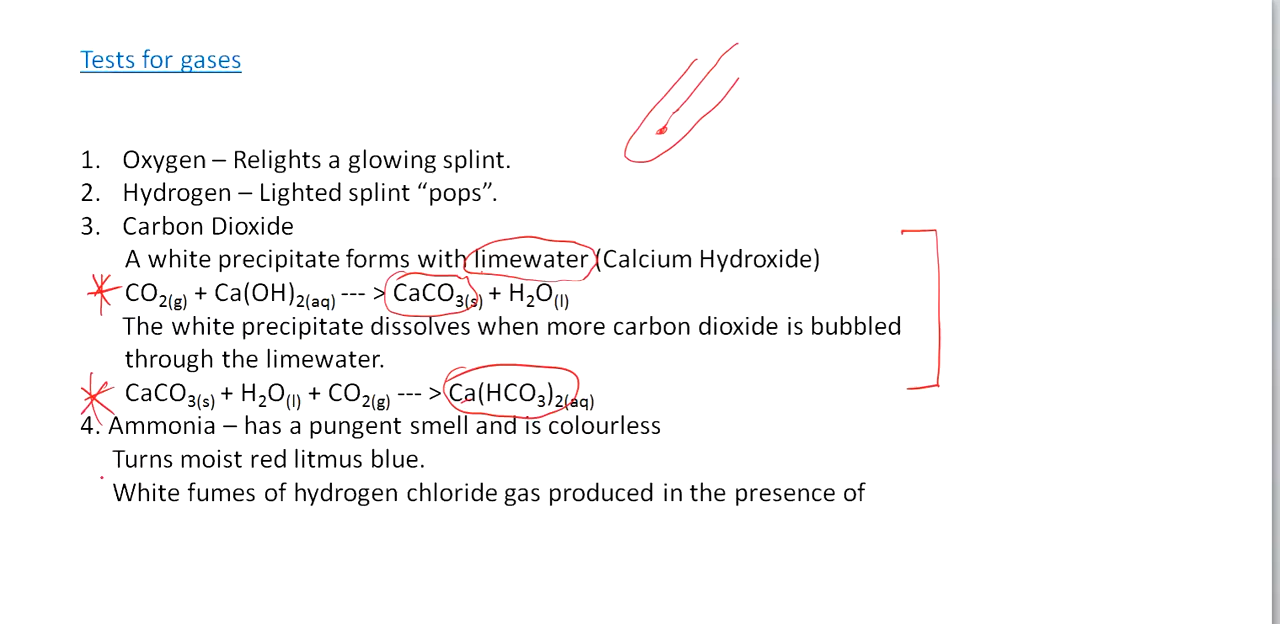 Tests for gases
1. Oxygen – Relights a glowing splint.
2. Hydrogen – Lighted splint “pops”.
3. Carbon Dioxide
A white precipitate forms with limewater (Calcium Hydroxide)
CO2(g) + Ca(OH)2(aq) --- > CaCO3(s) + H2O(l)
The white precipitate dissolves when more carbon dioxide is bubbled
through the limewater.
CaCO3(s) + H2O(l) + CO2(g) --- > Ca(HCO3)2(aq)
4. Ammonia – has a pungent smell and is colourless
Turns moist red litmus blue.
White fumes of hydrogen chloride gas produced in the presence of